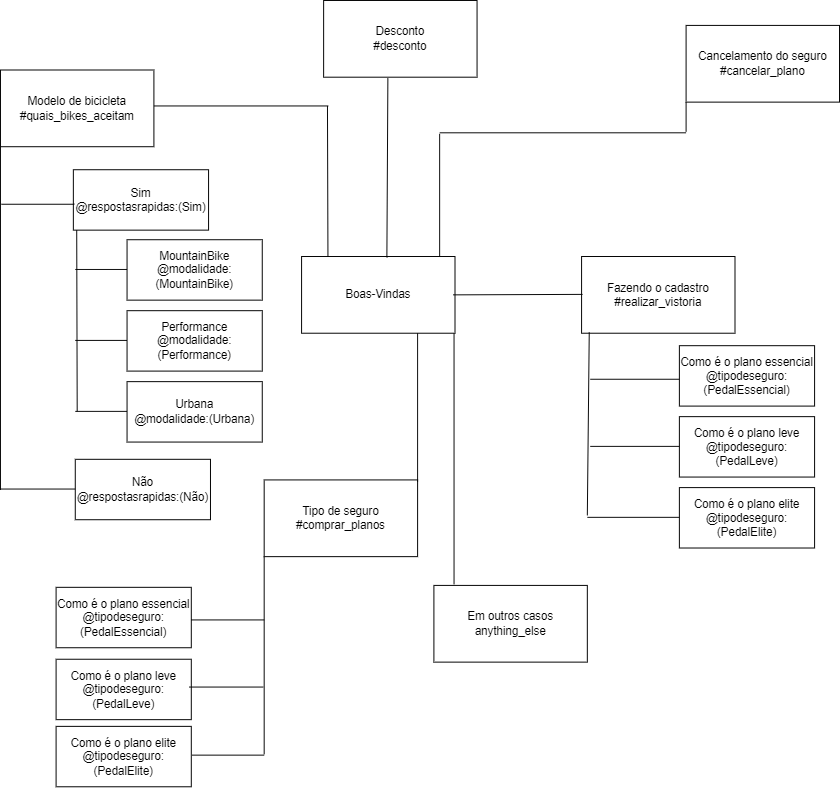 Desconto
#desconto
Cancelamento do seguro
#cancelar_plano
Modelo de bicicleta
#quais_bikes_aceitam
Sim
@respostasrapidas:(Sim)
MountainBike
@modalidade:
(MountainBike)
Performance
@modalidade:
(Performance)
Urbana
@modalidade:(Urbana)
Não
@respostasrapidas:(Não)
Boas-Vindas
Fazendo o cadastro
#realizar_vistoria
Como é o plano essencial
@tipodeseguro:
(PedalEssencial)
Como é o plano leve
@tipodeseguro:
(PedalLeve)
Como é o plano elite
@tipodeseguro:
(PedalElite)
Tipo de seguro
#comprar_planos
Como é o plano essencial
@tipodeseguro:
(PedalEssencial)
Como é o plano leve
@tipodeseguro:
(PedalLeve)
Como é o plano elite
@tipodeseguro:
(PedalElite)
Em outros casos
anything_else